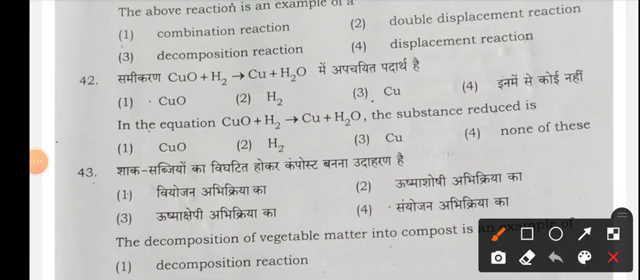 The above reaction is an example of a
(1) combination reaction (2) double displacement reaction
(3) decomposition reaction (4) displacement reaction
42. समीकरण CuO + H₂ → Cu + H₂O में अपचयित पदार्थ है
(1) CuO (2) H₂ (3) Cu (4) इनमें से कोई नहीं
In the equation CuO + H₂ → Cu + H₂O, the substance reduced is
(1) CuO (2) H₂ (3) Cu (4) none of these
43. शाक-सब्जियों का विघटित होकर कंपोस्ट बनना उदाहरण है
(1) वियोजन अभिक्रिया का (2) ऊष्माशोषी अभिक्रिया का
(3) ऊष्माक्षेपी अभिक्रिया का (4) संयोजन अभिक्रिया का
The decomposition of vegetable matter into compost is an example of
(1) decomposition reaction